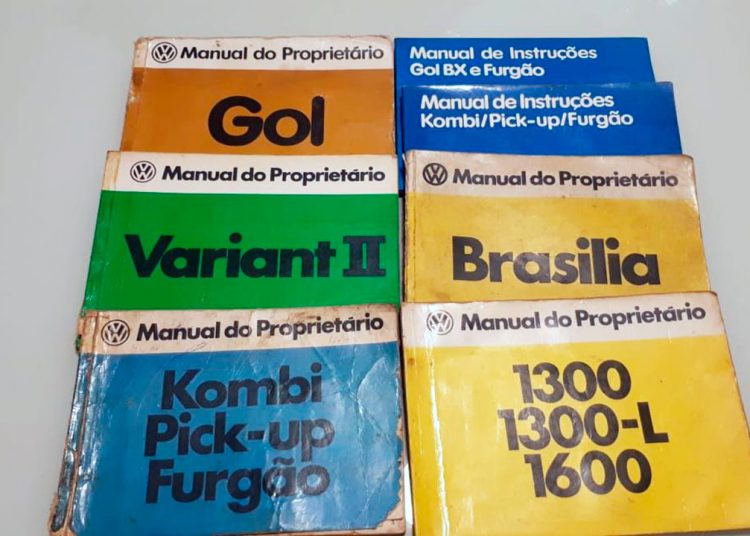 Manual do Proprietário
Gol
Manual de Instruções
Gol BX e Furgão
Manual de Instruções
Kombi/Pick-up/Furgão
Manual do Proprietário
Variant II
Manual do Proprietário
Brasilia
Manual do Proprietário
Kombi
Pick-up
Furgão
Manual do Proprietário
1300
1300-L
1600